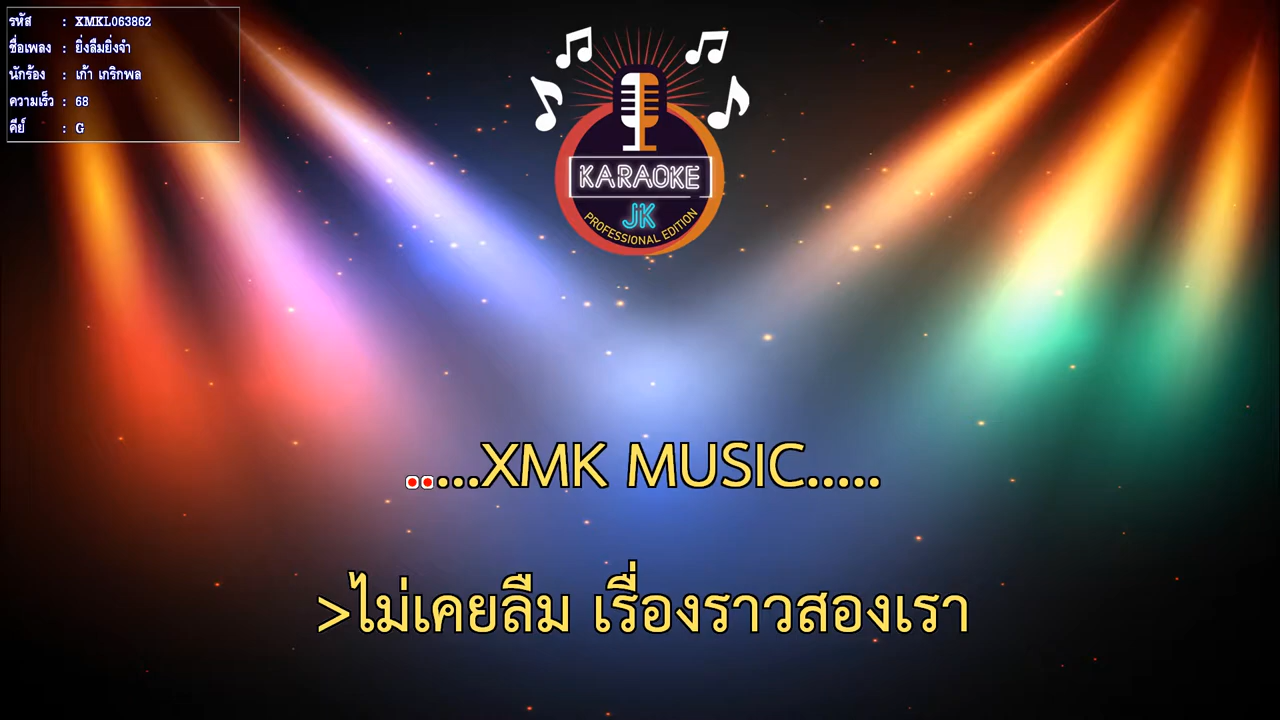 รหัส : XMKL063862
ชื่อเพลง : ยิ่งลืมยิ่งจำ
นักร้อง : เก้า เกริกพล
ความเร็ว : 68
คีย์ : G
KARAOKE
JK
PROFESSIONAL EDITION
.....XMK MUSIC.....
>ไม่เคยลืม เรื่องราวสองเรา